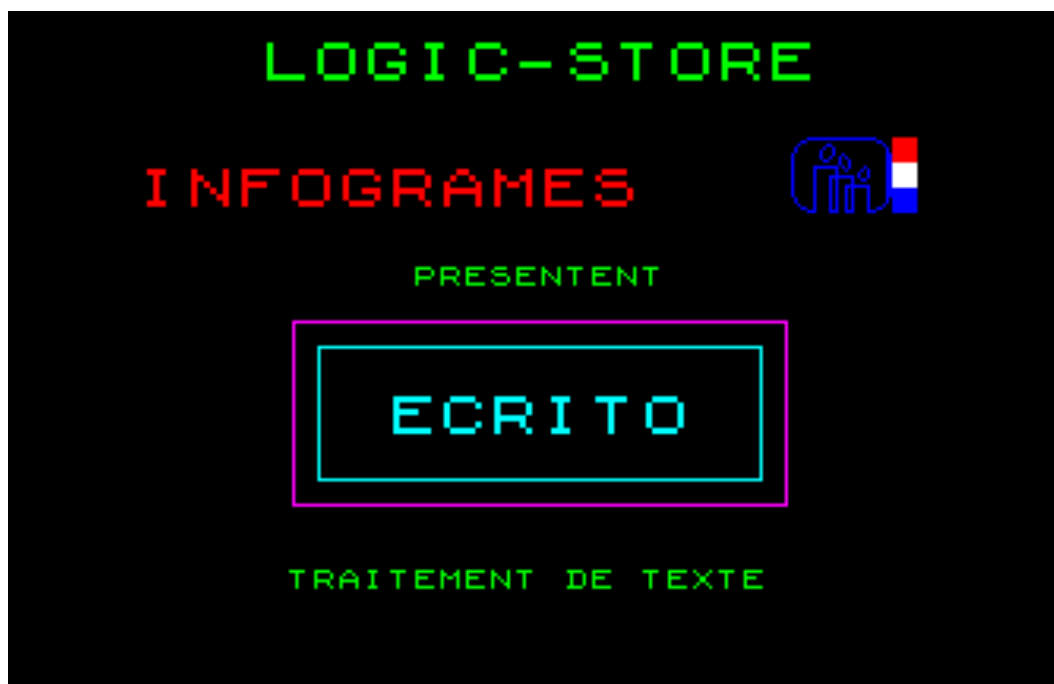 LOGIC-STORE
INFOGRAMES
PRESENTENT
ECRITO
TRAITEMENT DE TEXTE